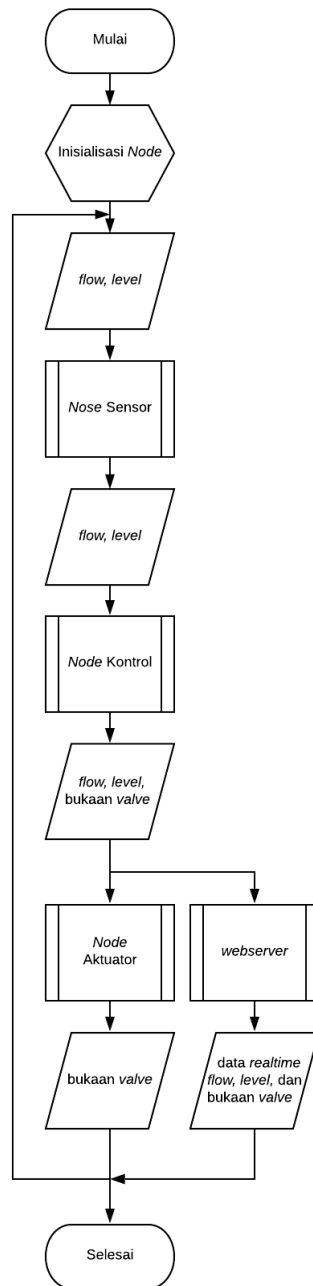 Mulai
Inisialisasi Node
flow, level
Nose Sensor
flow, level
Node Kontrol
flow, level,
bukaan valve
Node
Aktuator
webserver
bukaan valve
data realtime
flow, level, dan
bukaan valve
Selesai